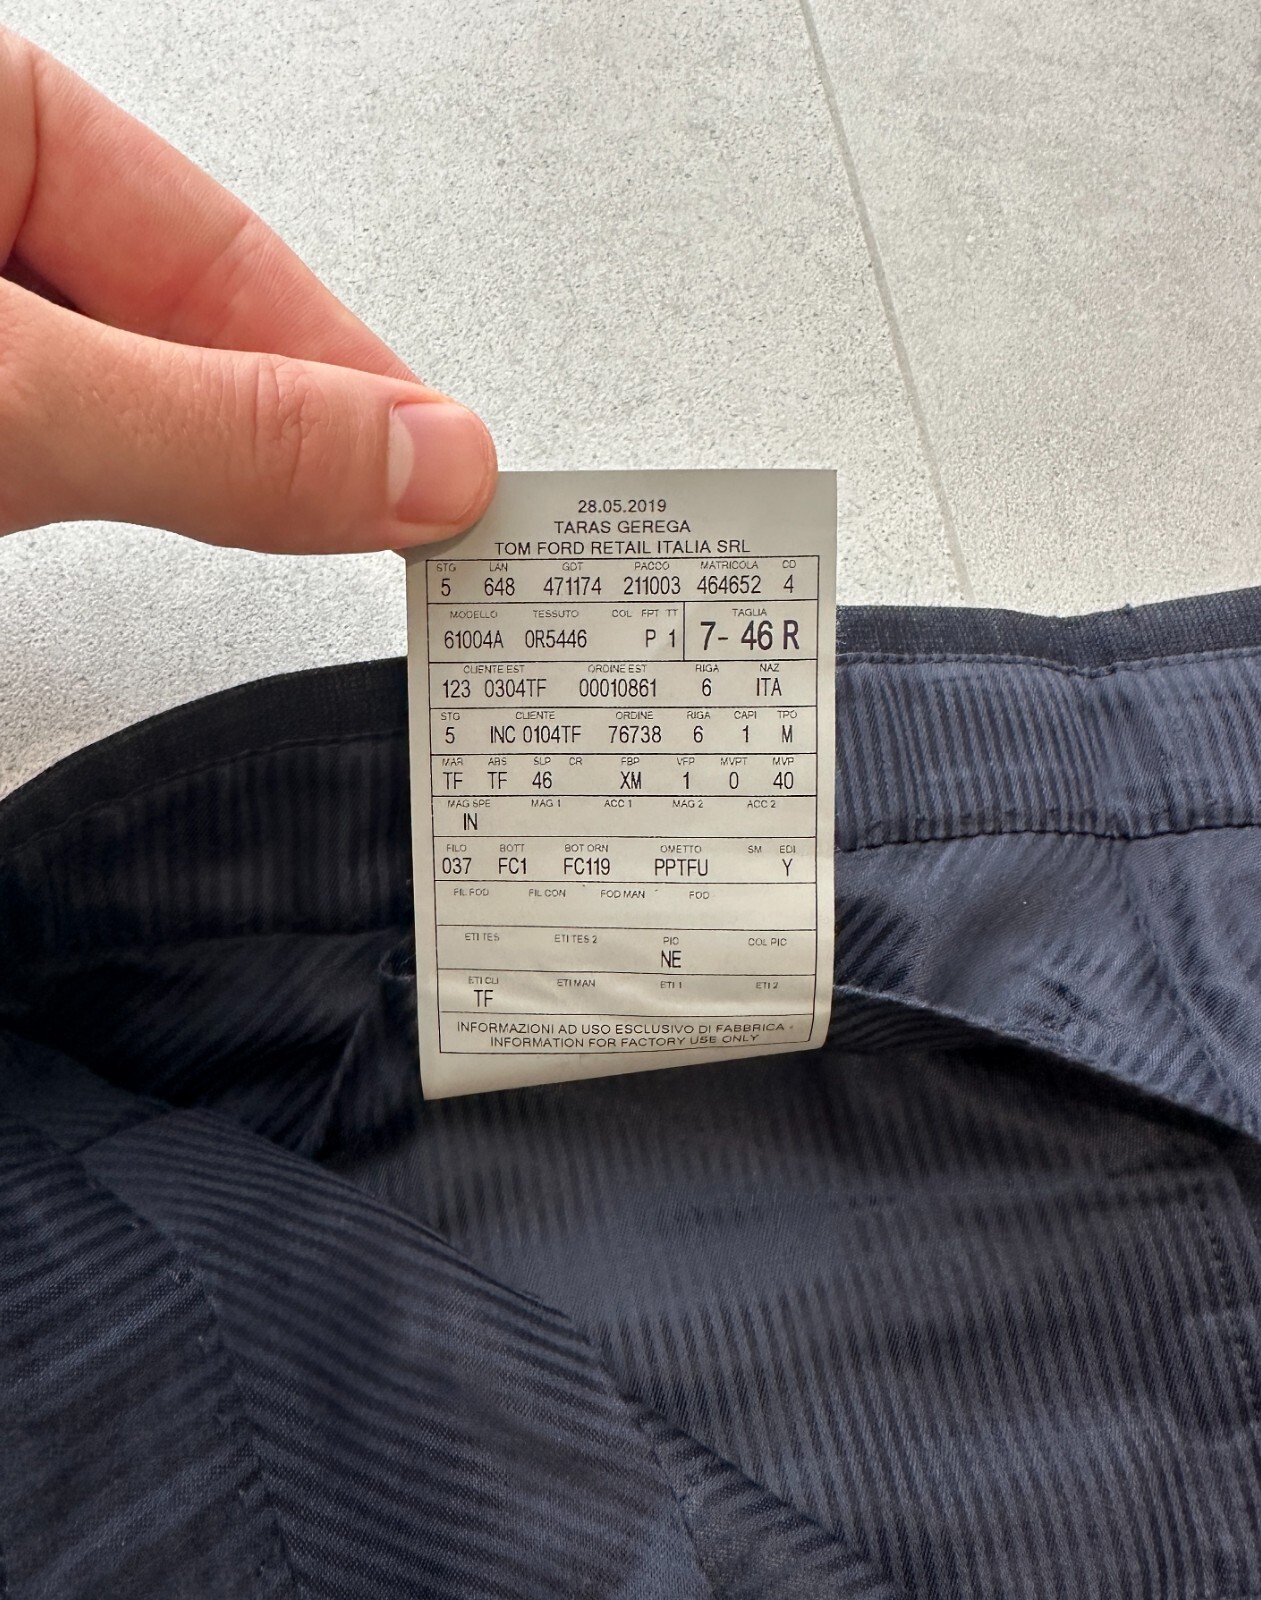 28.05.2019
TARAS GEREGA
TOM FORD RETAIL ITALIA SRL
STG LAN GDT PACCO MATRICOLA CD
5 648 471174 211003 464652 4
MODELLO TESSUTO COL FPT TT TAGLIA
61004A 0R5446 P 1 7- 46 R
CLIENTE EST ORDINE EST RIGA NAZ
123 0304TF 00010861 6 ITA
STG CLIENTE ORDINE RIGA CAPI TPO
5 INC 0104TF 76738 6 1 M
MAR ABS SLP CR FBP VFP MVPT MVP
TF TF 46 XM 1 0 40
MAG SPE MAG 1 ACC 1 MAG 2 ACC 2
IN
FILO BOTT BOT ORN OMETTO SM EDI
037 FC1 FC119 PPTFU Y
FIL FOD FIL CON FOD MAN FOD
ETI TES ETI TES 2 PIC COL PIC
NE
ETI CLI ETI MAN ETI 1 ETI 2
TF
INFORMAZIONI AD USO ESCLUSIVO DI FABBRICA -
INFORMATION FOR FACTORY USE ONLY